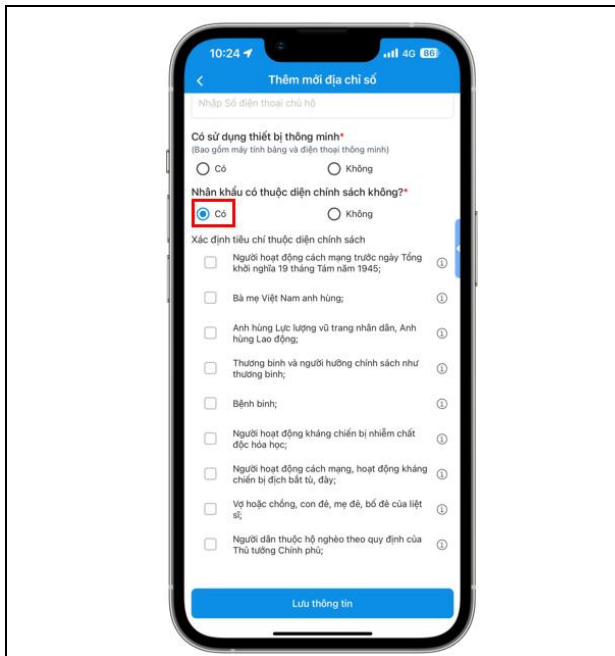 10:24
4G 86
Thêm mới địa chỉ số
Nhập Số điện thoại chủ hộ
Có sử dụng thiết bị thông minh*
(Bao gồm máy tính bảng và điện thoại thông minh)
Có Không
Nhân khẩu có thuộc diện chính sách không?*
Có Không
Xác định tiêu chí thuộc diện chính sách
Người hoạt động cách mạng trước ngày Tổng
khởi nghĩa 19 tháng Tám năm 1945;
Bà mẹ Việt Nam anh hùng;
Anh hùng Lực lượng vũ trang nhân dân, Anh
hùng Lao động;
Thương binh và người hưởng chính sách như
thương binh;
Bệnh binh;
Người hoạt động kháng chiến bị nhiễm chất
độc hóa học;
Người hoạt động cách mạng, hoạt động kháng
chiến bị địch bắt tù, đày;
Vợ hoặc chồng, con đẻ, mẹ đẻ, bố đẻ của liệt
sĩ;
Người dân thuộc hộ nghèo theo quy định của
Thủ tướng Chính phủ;
Lưu thông tin